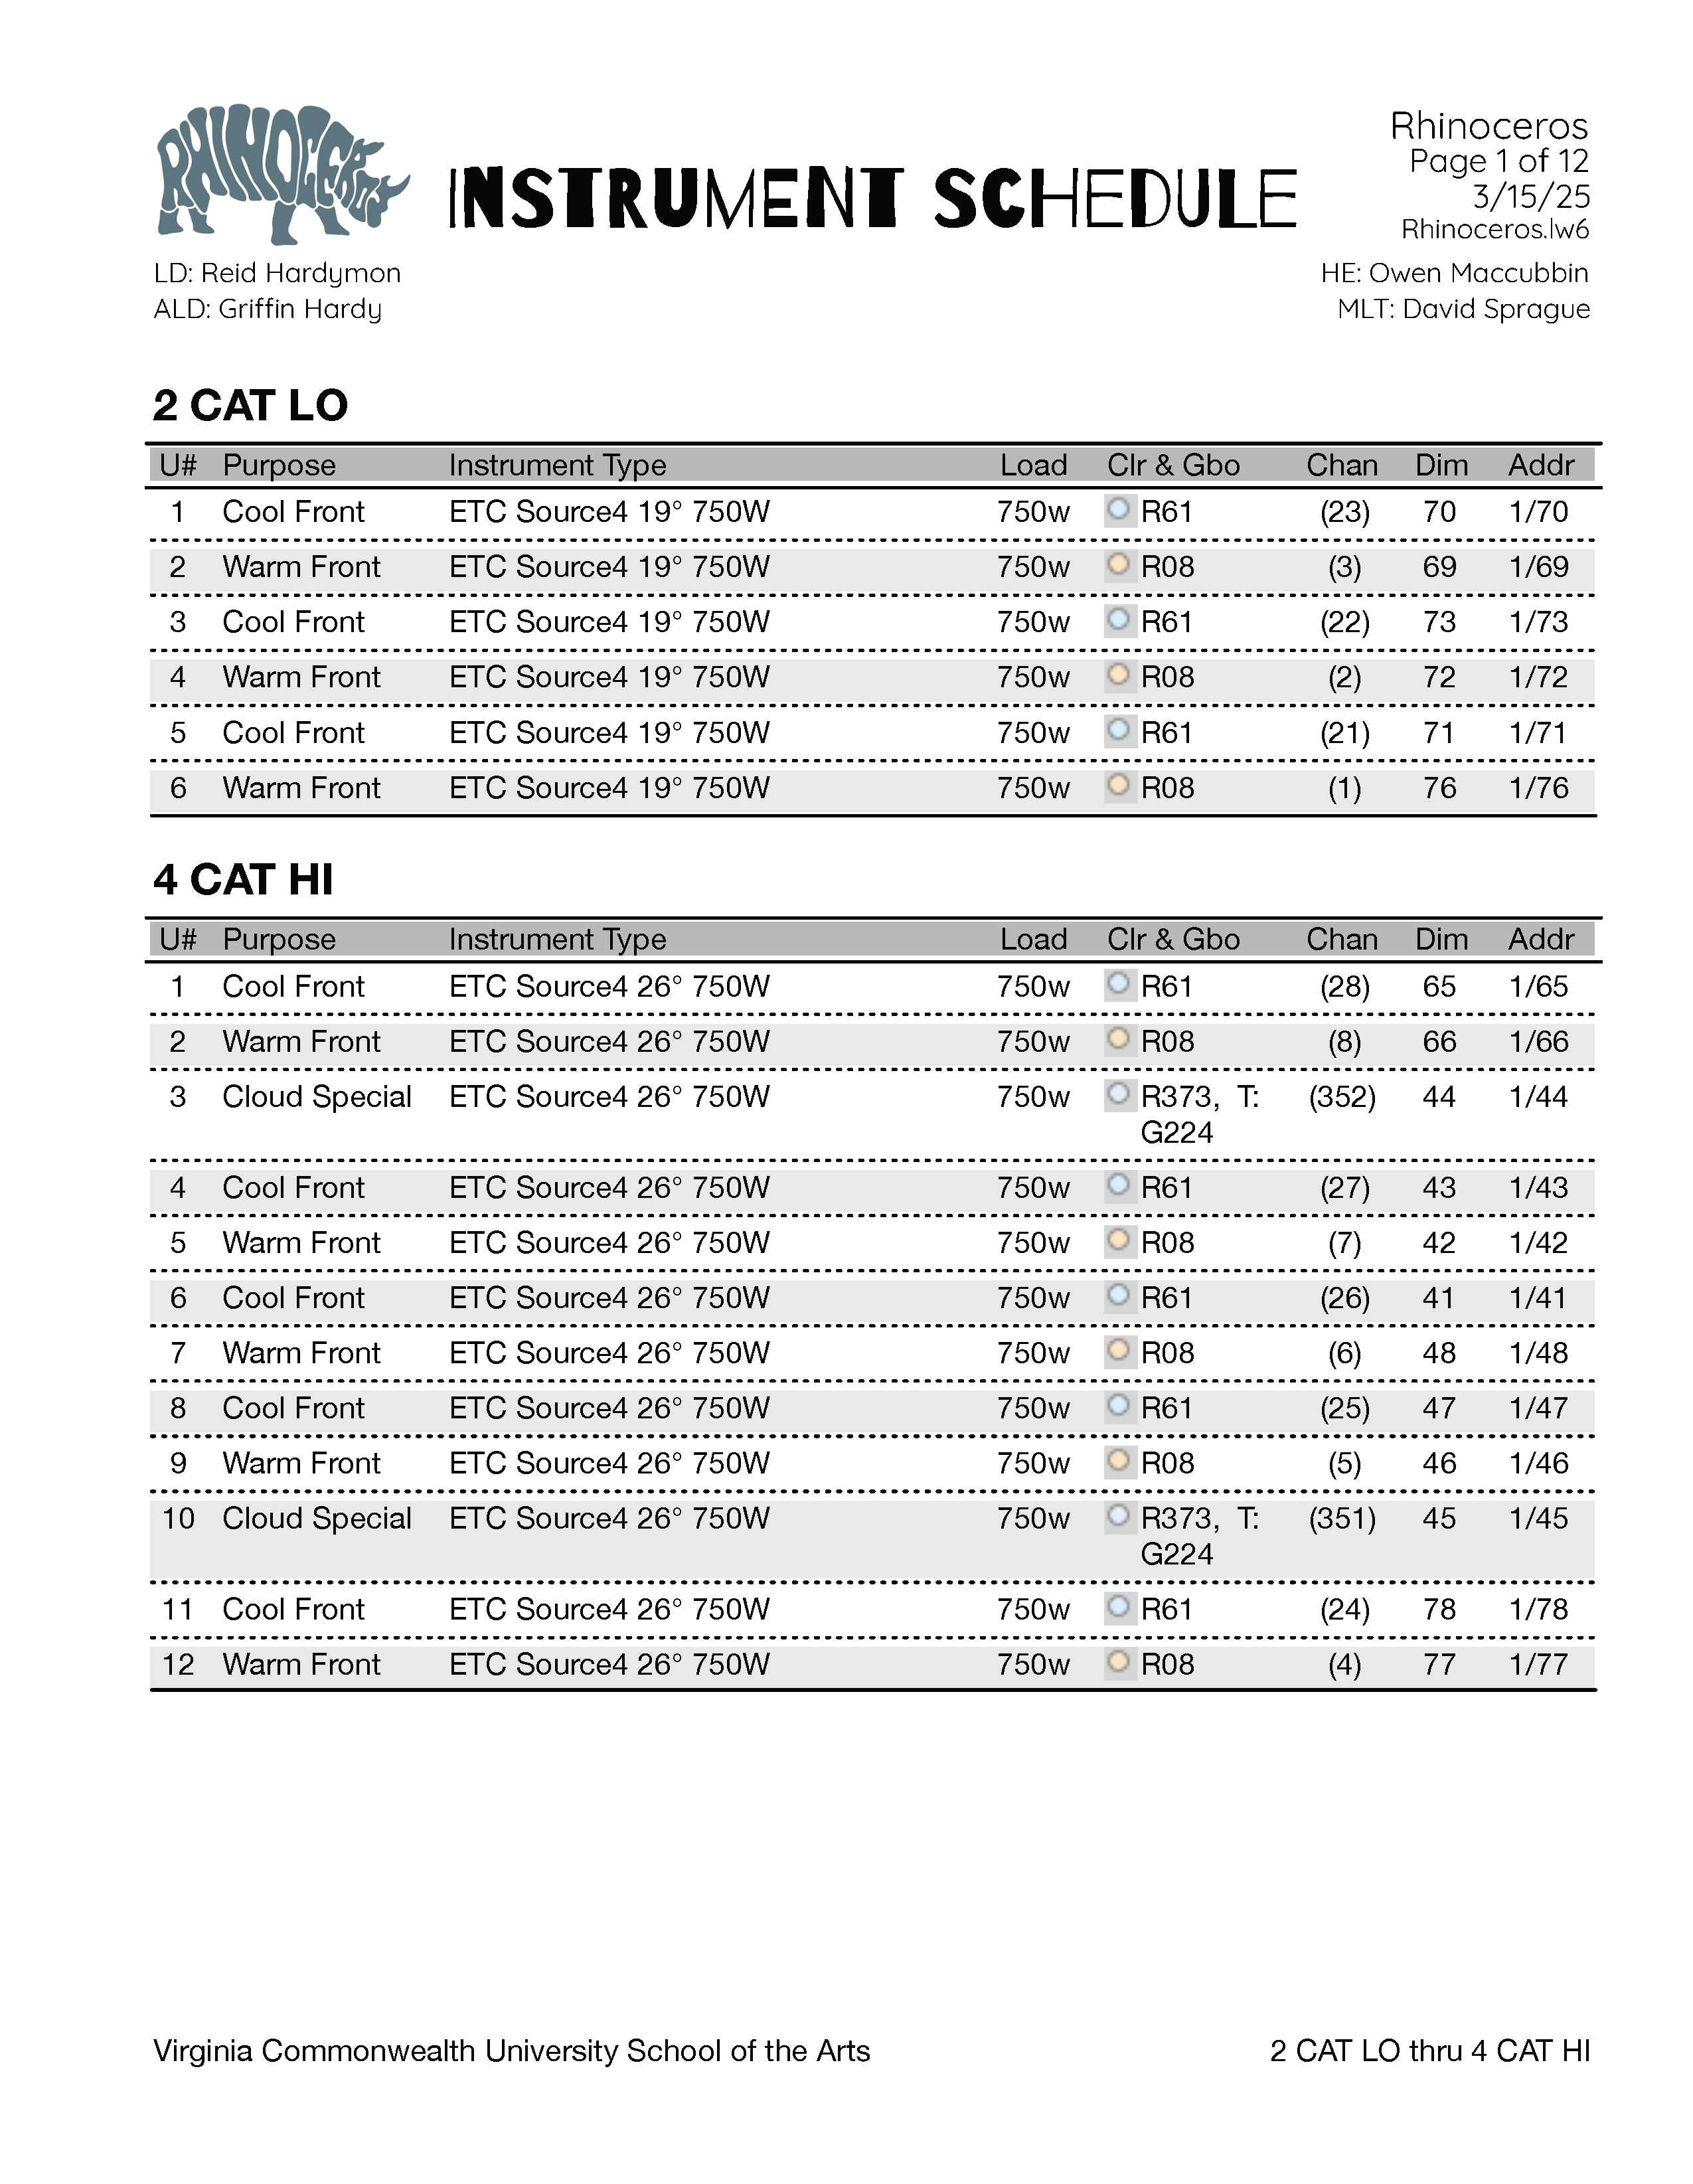 RHINOCEROS
INSTRUMENT SCHEDULE
Rhinoceros
Page 1 of 12
3/15/25
Rhinoceros.lw6
LD: Reid Hardymon
ALD: Griffin Hardy
HE: Owen Maccubbin
MLT: David Sprague
2 CAT LO
U# Purpose Instrument Type Load Clr & Gbo Chan Dim Addr
1 Cool Front ETC Source4 19° 750W 750w R61 (23) 70 1/70
2 Warm Front ETC Source4 19° 750W 750w R08 (3) 69 1/69
3 Cool Front ETC Source4 19° 750W 750w R61 (22) 73 1/73
4 Warm Front ETC Source4 19° 750W 750w R08 (2) 72 1/72
5 Cool Front ETC Source4 19° 750W 750w R61 (21) 71 1/71
6 Warm Front ETC Source4 19° 750W 750w R08 (1) 76 1/76
4 CAT HI
U# Purpose Instrument Type Load Clr & Gbo Chan Dim Addr
1 Cool Front ETC Source4 26° 750W 750w R61 (28) 65 1/65
2 Warm Front ETC Source4 26° 750W 750w R08 (8) 66 1/66
3 Cloud Special ETC Source4 26° 750W 750w R373, T: (352) 44 1/44
G224
4 Cool Front ETC Source4 26° 750W 750w R61 (27) 43 1/43
5 Warm Front ETC Source4 26° 750W 750w R08 (7) 42 1/42
6 Cool Front ETC Source4 26° 750W 750w R61 (26) 41 1/41
7 Warm Front ETC Source4 26° 750W 750w R08 (6) 48 1/48
8 Cool Front ETC Source4 26° 750W 750w R61 (25) 47 1/47
9 Warm Front ETC Source4 26° 750W 750w R08 (5) 46 1/46
10 Cloud Special ETC Source4 26° 750W 750w R373, T: (351) 45 1/45
G224
11 Cool Front ETC Source4 26° 750W 750w R61 (24) 78 1/78
12 Warm Front ETC Source4 26° 750W 750w R08 (4) 77 1/77
Virginia Commonwealth University School of the Arts
2 CAT LO thru 4 CAT HI